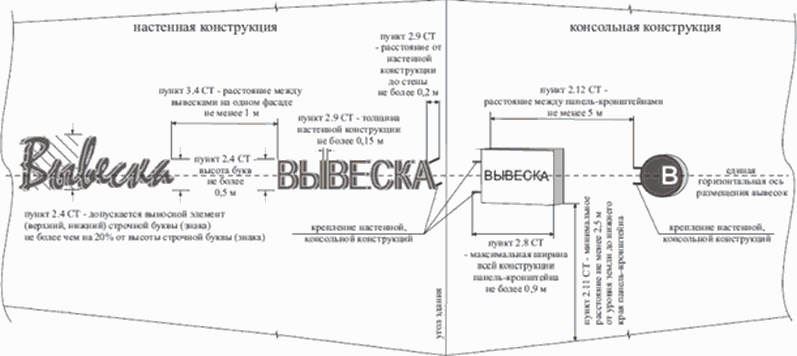 настенная конструкция
консольная конструкция
пункт 2.9 СТ
- расстояние от
настенной
конструкции
до стены
не более 0,2 м
пункт 3.4 СТ - расстояние между
вывесками на одном фасаде
не менее 1 м
пункт 2.9 СТ - толщина
настенной конструкции
не более 0,15 м
пункт 2.12 СТ -
расстояние между панель-кронштейнами
не менее 5 м
Вывеска
пункт 2.4 СТ
высота букв
не более
0,5 м
ВЫВЕСКА
ВЫВЕСКА
В
единая
горизонтальная ось
размещения вывесок
пункт 2.4 СТ - допускается выносной элемент
(верхний, нижний) строчной буквы (знака)
не более чем на 20% от высоты строчной буквы (знака)
крепление настенной,
консольной конструкций
пункт 2.8 СТ
- максимальная ширина
всей конструкции
панель-кронштейна
не более 0,9 м
крепление настенной,
консольной конструкций
пункт 2.11 СТ - минимальное
расстояние не менее 2,5 м
от уровня земли до нижнего
края панель-кронштейна
угол здания